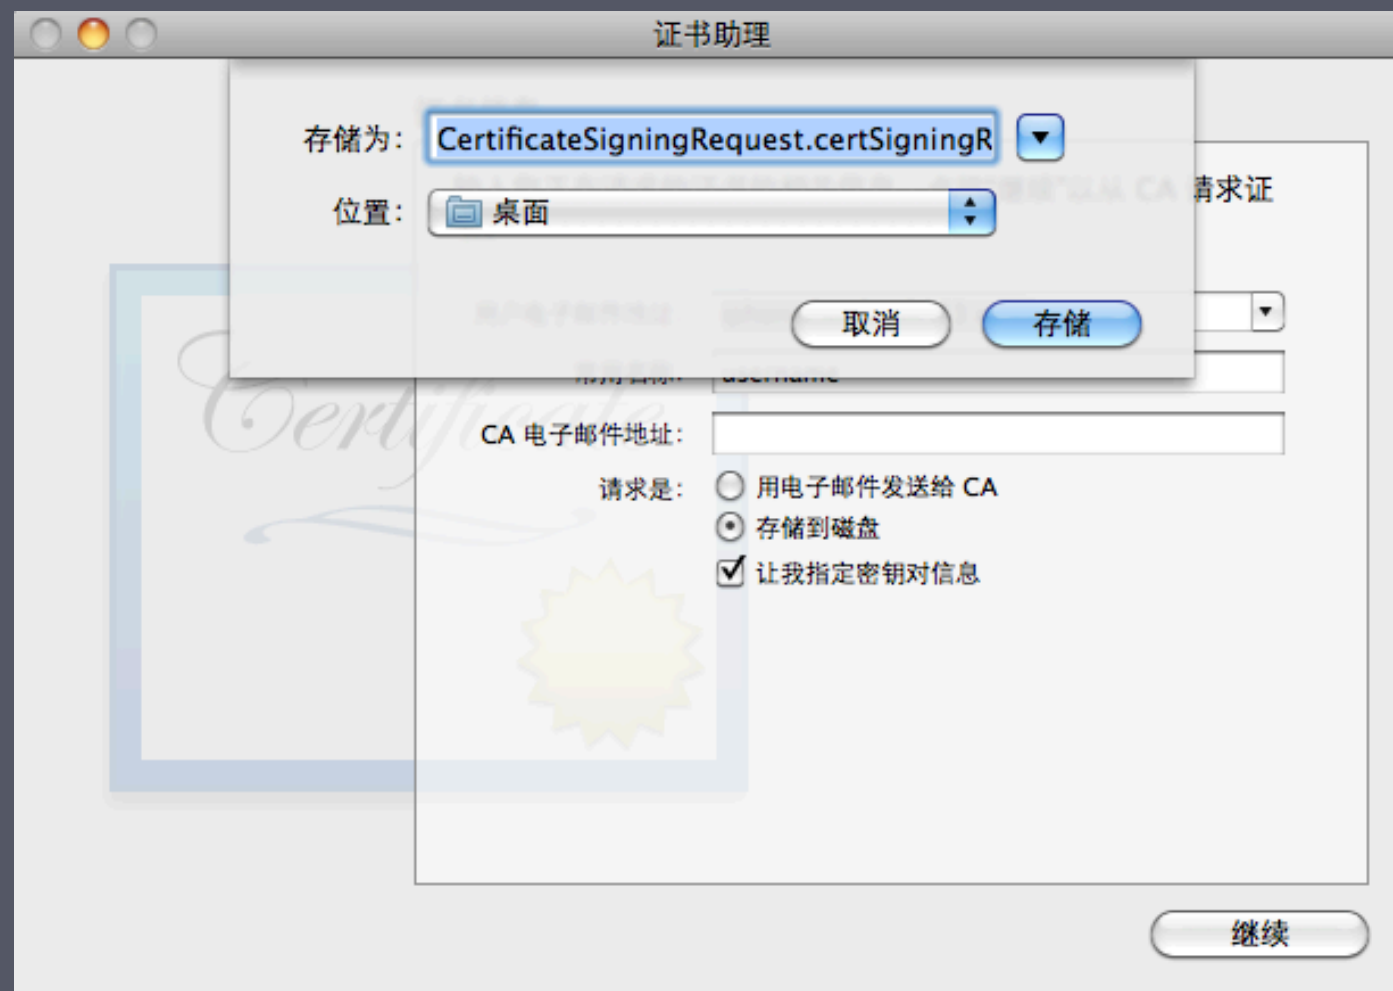 证书助理
存储为：
CertificateSigningRequest.certSigningR
位置：
桌面
请求证
取消
存储
username
Certificate
CA 电子邮件地址：
请求是：
用电子邮件发送给 CA
存储到磁盘
让我指定密钥对信息
继续